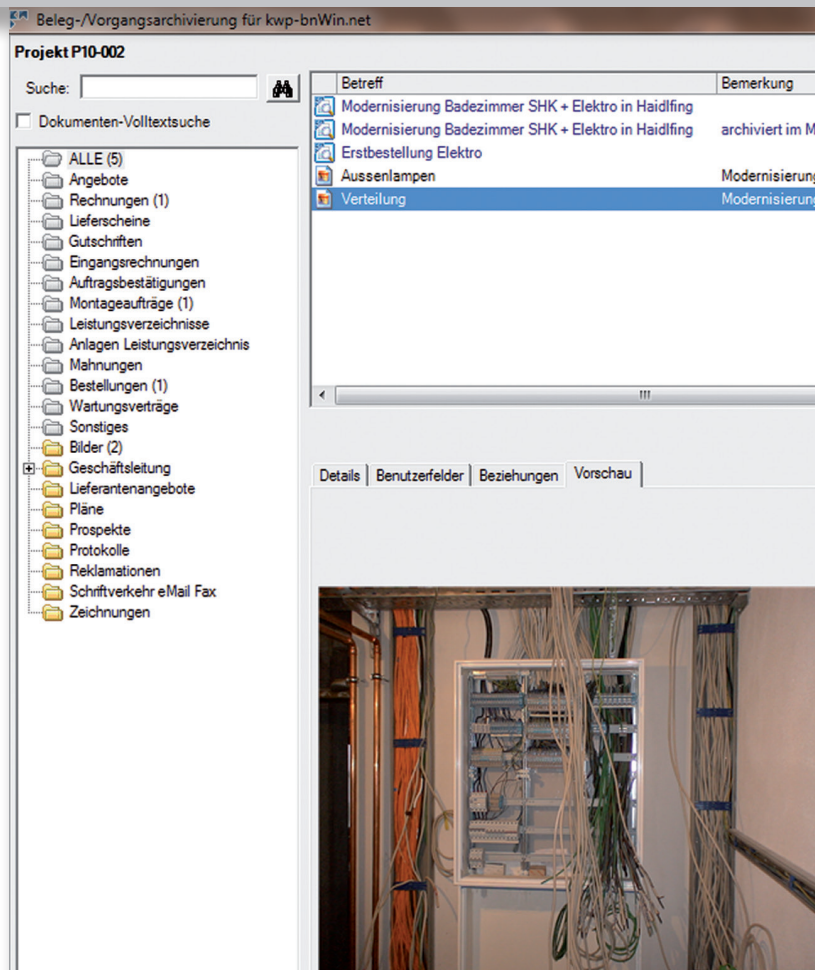 Beleg-/Vorgangsarchivierung für kwp-bnWin.net
Projekt P10-002
Suche:
Dokumenten-Volltextsuche
ALLE (5)
Angebote
Rechnungen (1)
Lieferscheine
Gutschriften
Eingangsrechnungen
Auftragsbestätigungen
Montageaufträge (1)
Leistungsverzeichnisse
Anlagen Leistungsverzeichnis
Mahnungen
Bestellungen (1)
Wartungsverträge
Sonstiges
Bilder (2)
Geschäftsleitung
Lieferantenangebote
Pläne
Prospekte
Protokolle
Reklamationen
Schriftverkehr eMail Fax
Zeichnungen
Betreff Bemerkung
Modernisierung Badezimmer SHK + Elektro in Haidlfing
Modernisierung Badezimmer SHK + Elektro in Haidlfing archiviert im M
Erstbestellung Elektro
Aussenlampen Modernisierung
Verteilung Modernisierung
Details Benutzerfelder Beziehungen Vorschau